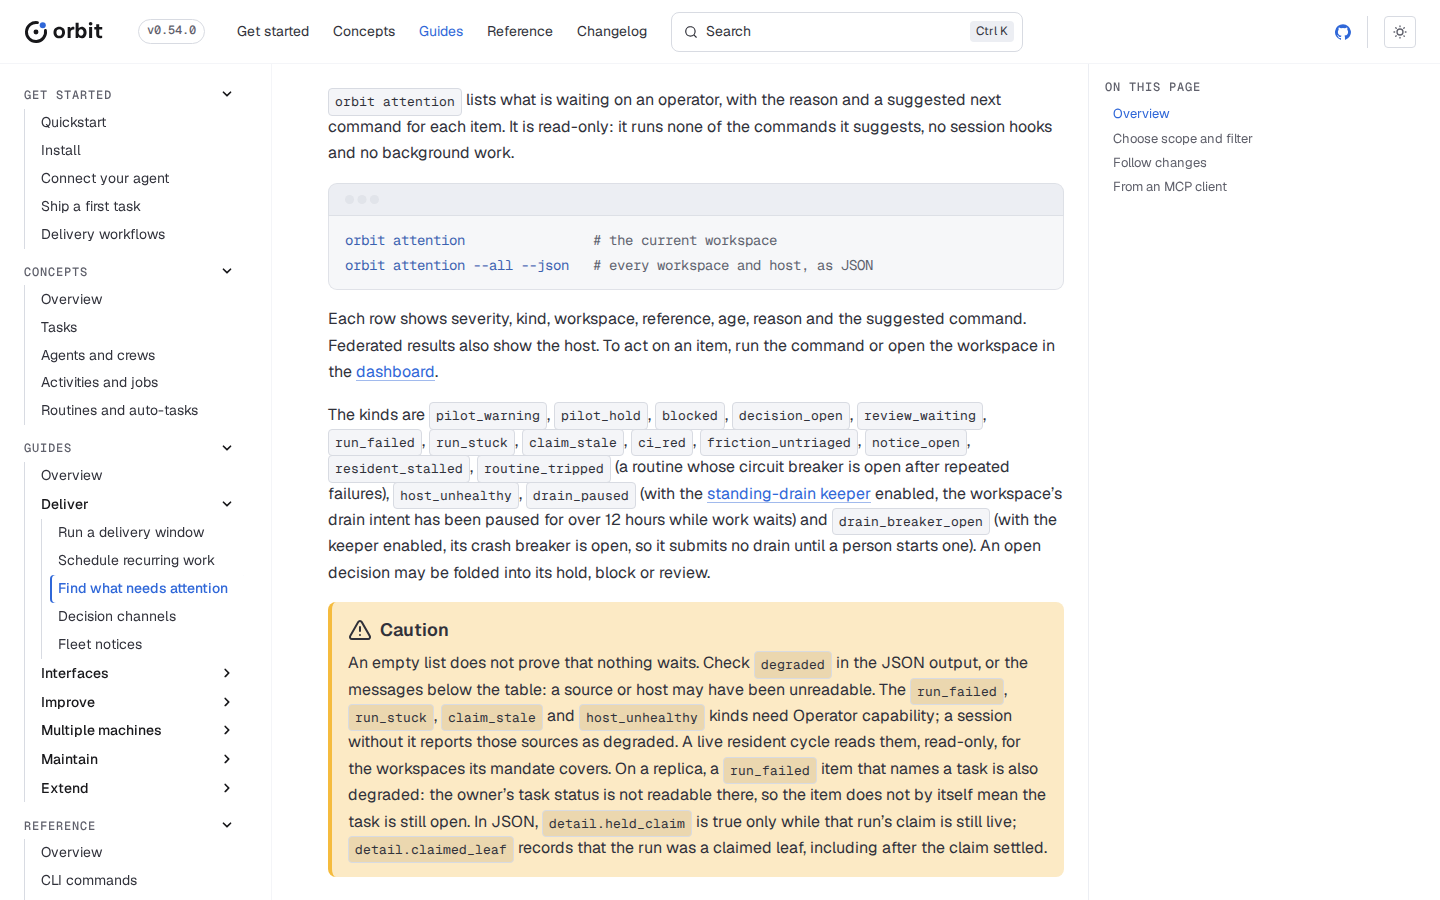 orbit
v0.54.0
Get started
Concepts
Guides
Reference
Changelog
Search
Ctrl K
GET STARTED
Quickstart
Install
Connect your agent
Ship a first task
Delivery workflows
CONCEPTS
Overview
Tasks
Agents and crews
Activities and jobs
Routines and auto-tasks
GUIDES
Overview
Deliver
Run a delivery window
Schedule recurring work
Find what needs attention
Decision channels
Fleet notices
Interfaces
Improve
Multiple machines
Maintain
Extend
REFERENCE
Overview
CLI commands
orbit attention lists what is waiting on an operator, with the reason and a suggested next
command for each item. It is read-only: it runs none of the commands it suggests, no session hooks
and no background work.
orbit attention # the current workspace
orbit attention --all --json # every workspace and host, as JSON
Each row shows severity, kind, workspace, reference, age, reason and the suggested command.
Federated results also show the host. To act on an item, run the command or open the workspace in
the dashboard.
The kinds are pilot_warning, pilot_hold, blocked, decision_open, review_waiting,
run_failed, run_stuck, claim_stale, ci_red, friction_untriaged, notice_open,
resident_stalled, routine_tripped (a routine whose circuit breaker is open after repeated
failures), host_unhealthy, drain_paused (with the standing-drain keeper enabled, the workspace’s
drain intent has been paused for over 12 hours while work waits) and drain_breaker_open (with the
keeper enabled, its crash breaker is open, so it submits no drain until a person starts one). An open
decision may be folded into its hold, block or review.
Caution
An empty list does not prove that nothing waits. Check degraded in the JSON output, or the
messages below the table: a source or host may have been unreadable. The run_failed,
run_stuck, claim_stale and host_unhealthy kinds need Operator capability; a session
without it reports those sources as degraded. A live resident cycle reads them, read-only, for
the workspaces its mandate covers. On a replica, a run_failed item that names a task is also
degraded: the owner’s task status is not readable there, so the item does not by itself mean the
task is still open. In JSON, detail.held_claim is true only while that run’s claim is still live;
detail.claimed_leaf records that the run was a claimed leaf, including after the claim settled.
ON THIS PAGE
Overview
Choose scope and filter
Follow changes
From an MCP client